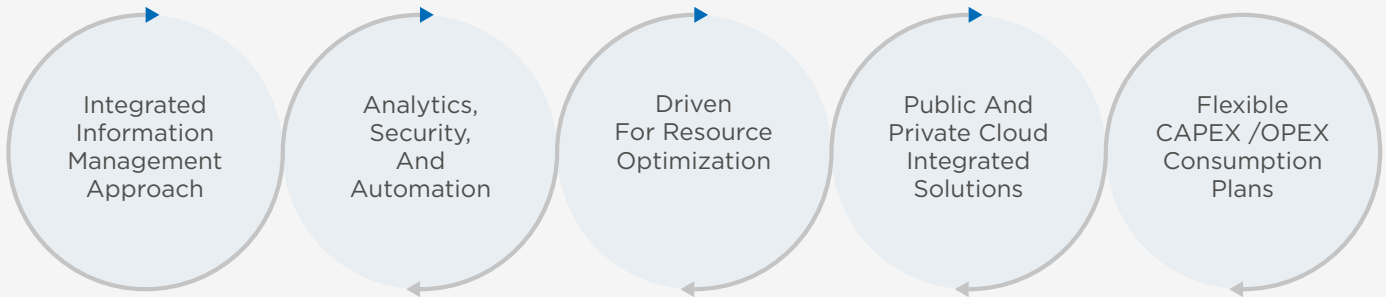 Integrated
Information
Management
Approach
Analytics,
Security,
And
Automation
Driven
For Resource
Optimization
Public And
Private Cloud
Integrated
Solutions
Flexible
CAPEX /OPEX
Consumption
Plans